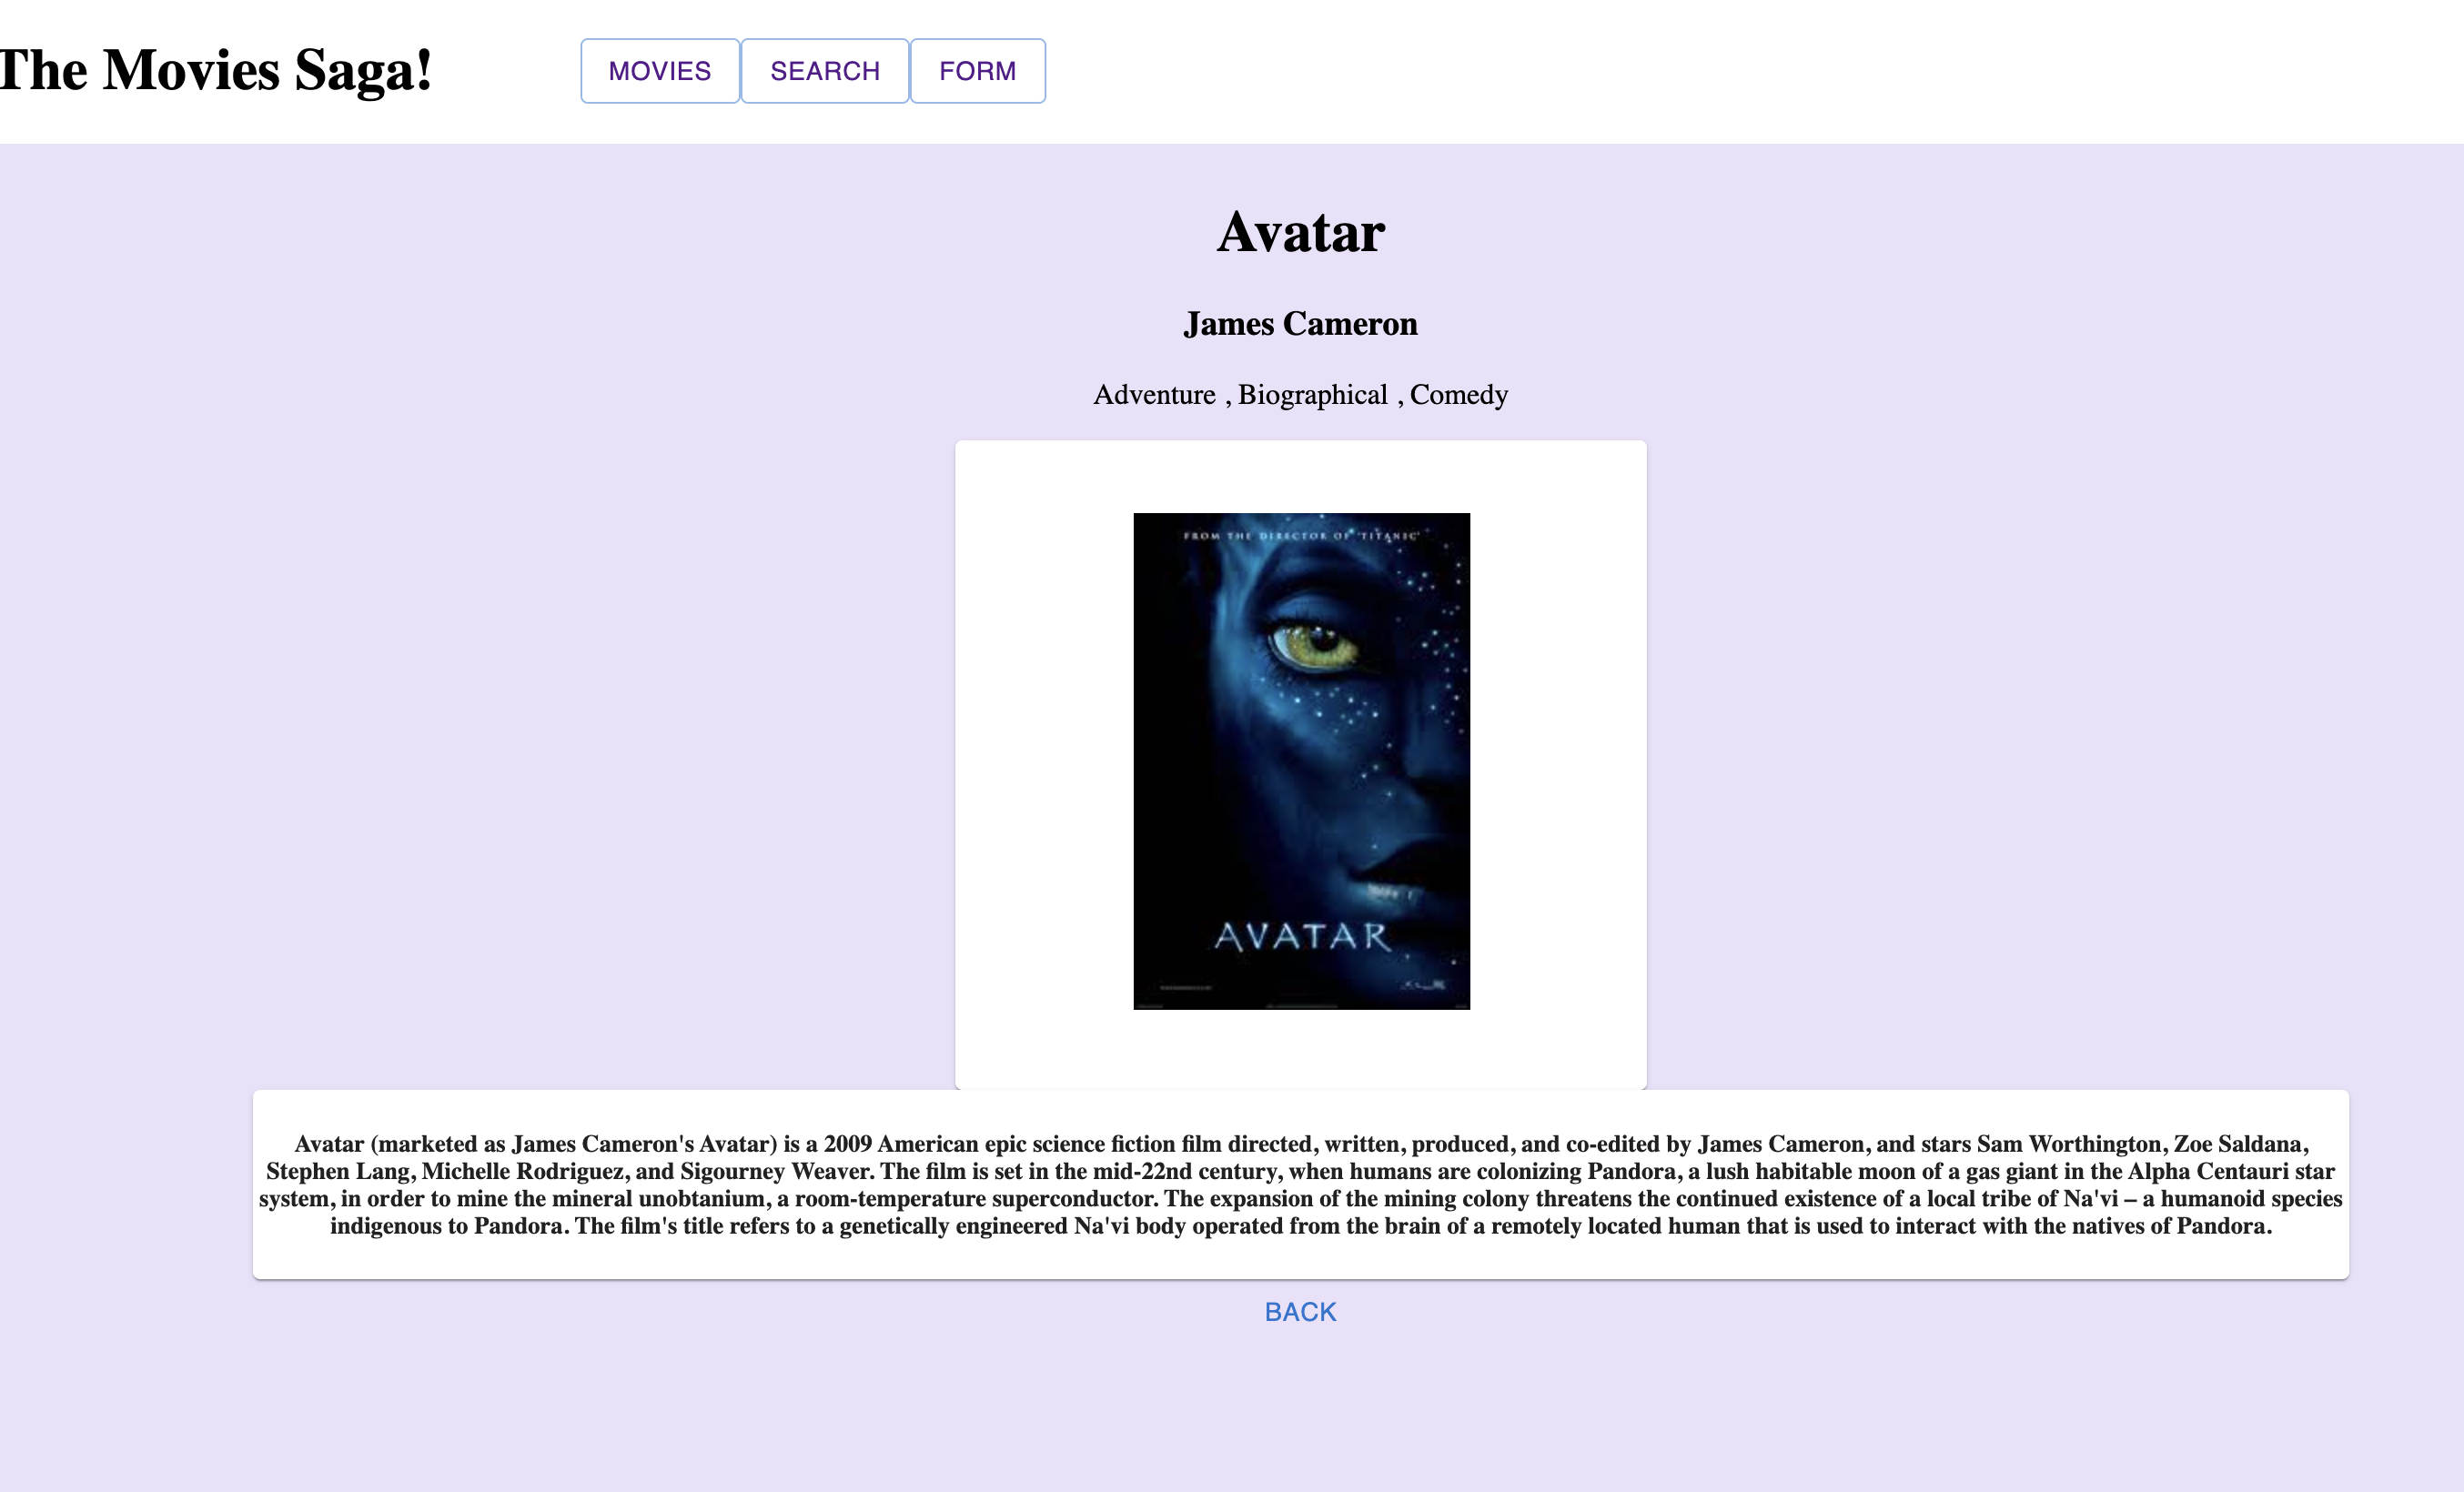 The Movies Saga!
MOVIES SEARCH FORM
Avatar
James Cameron
Adventure , Biographical , Comedy
FROM THE DIRECTOR OF 'TITANIC'
AVATAR
Avatar (marketed as James Cameron's Avatar) is a 2009 American epic science fiction film directed, written, produced, and co-edited by James Cameron, and stars Sam Worthington, Zoe Saldana,
Stephen Lang, Michelle Rodriguez, and Sigourney Weaver. The film is set in the mid-22nd century, when humans are colonizing Pandora, a lush habitable moon of a gas giant in the Alpha Centauri star
system, in order to mine the mineral unobtanium, a room-temperature superconductor. The expansion of the mining colony threatens the continued existence of a local tribe of Na'vi – a humanoid species
indigenous to Pandora. The film's title refers to a genetically engineered Na'vi body operated from the brain of a remotely located human that is used to interact with the natives of Pandora.
BACK